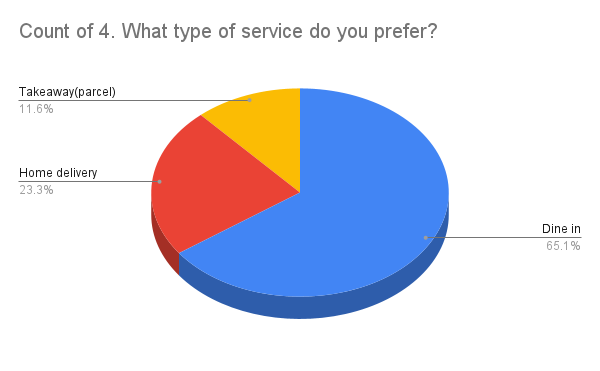 Count of 4. What type of service do you prefer?
Takeaway(parcel)
11.6%
Home delivery
23.3%
Dine in
65.1%